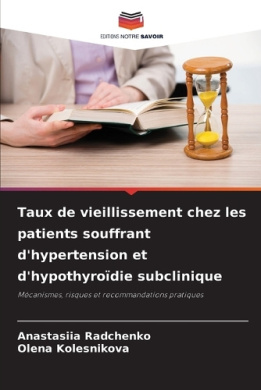 EDITIONS NOTRE SAVOIR
Taux de vieillissement chez les
patients souffrant
d'hypertension et
d'hypothyroïdie subclinique
Mécanismes, risques et recommandations pratiques
Anastasiia Radchenko
Olena Kolesnikova